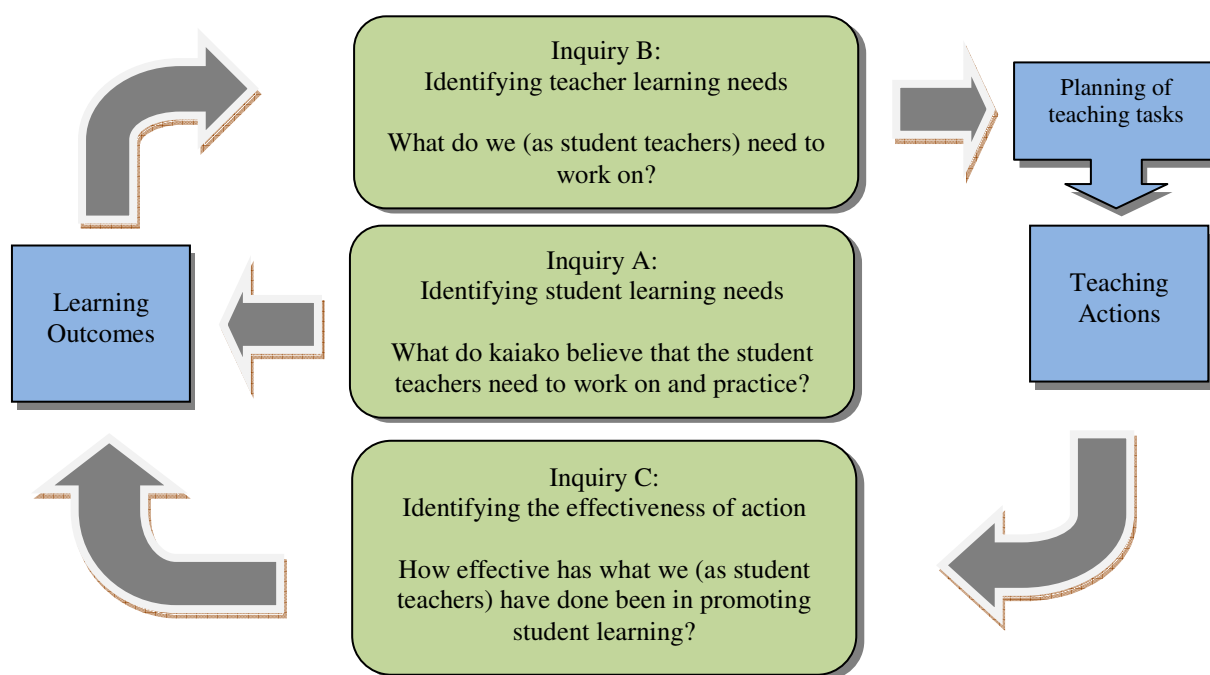 Inquiry B:
Identifying teacher learning needs
What do we (as student teachers) need to
work on?
Planning of
teaching tasks
Learning
Outcomes
Inquiry A:
Identifying student learning needs
What do kaiako believe that the student
teachers need to work on and practice?
Teaching
Actions
Inquiry C:
Identifying the effectiveness of action
How effective has what we (as student
teachers) have done been in promoting
student learning?